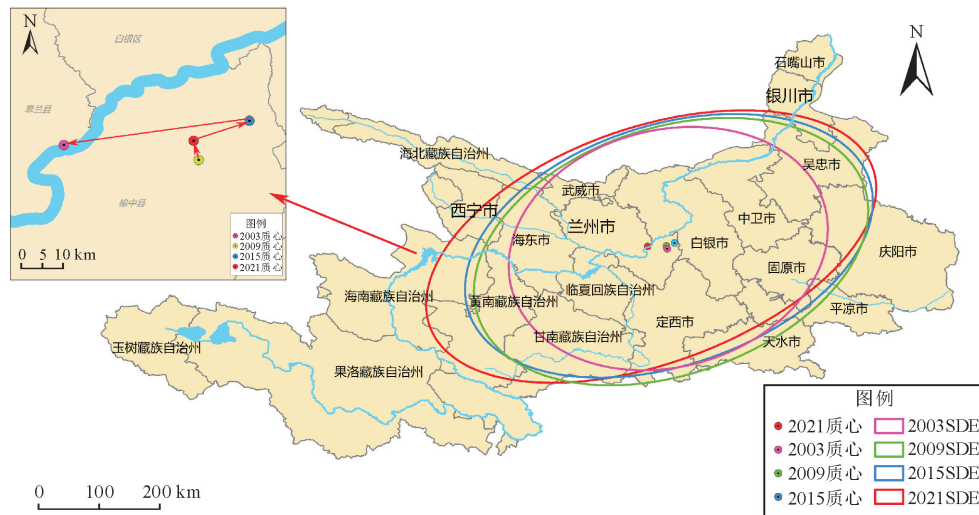 N
白银区
皋兰县
榆中县
图例
2003质心
2009质心
2015质心
2021质心
0 5 10 km
N
石嘴山市
银川市
吴忠市
海北藏族自治州
武威市
西宁市
兰州市
中卫市
海东市
白银市
庆阳市
固原市
临夏回族自治州
海南藏族自治州
黄南藏族自治州
平凉市
定西市
甘南藏族自治州
天水市
玉树藏族自治州
果洛藏族自治州
图例
2021质心 2003SDE
2003质心 2009SDE
2009质心 2015SDE
2015质心 2021SDE
0 100 200 km